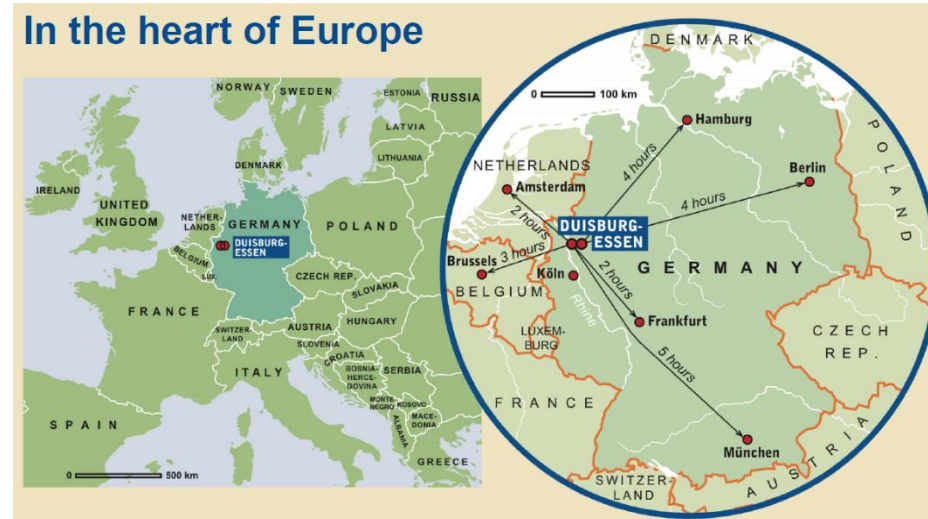 In the heart of Europe
NORWAY
SWEDEN
ESTONIA
RUSSIA
LATVIA
LITHUANIA
DENMARK
IRELAND
UNITED
KINGDOM
NETHER-
LANDS
GERMANY
POLAND
DUISBURG-
ESSEN
BELGIUM
LUX.
CZECH REP.
SLOVAKIA
FRANCE
SWITZER-
LAND
AUSTRIA
HUNGARY
SLOVENIA
CROATIA
ITALY
BOSNIA-
HERCE-
GOVINA
SERBIA
MONTE-
NEGRO
KOSOVO
MACE-
DONIA
ALBANIA
SPAIN
GREECE
0 500 km
DENMARK
0 100 km
Hamburg
POLAND
NETHERLANDS
Amsterdam
4 hours
Berlin
4 hours
2 hours
DUISBURG-
ESSEN
Brussels
3 hours
Köln
2 hours
GERMANY
BELGIUM
Rhine
Frankfurt
LUXEM-
BURG
CZECH
REP.
5 hours
FRANCE
München
SWITZER-
LAND
AUSTRIA